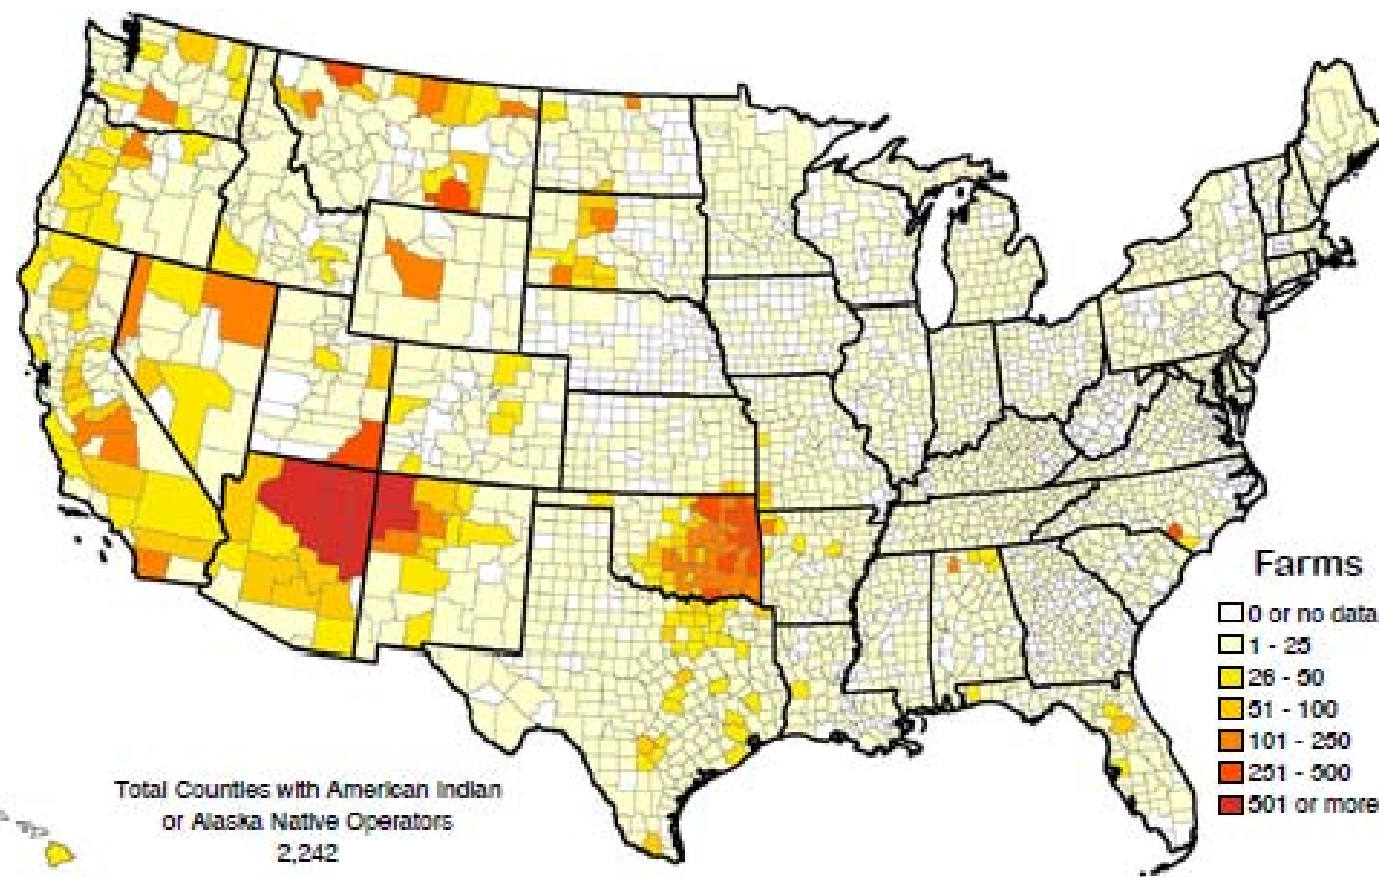 Farms
0 or no data
1 - 25
26 - 50
51 - 100
101 - 250
251 - 500
501 or more
Total Counties with American Indian
or Alaska Native Operators
2,242